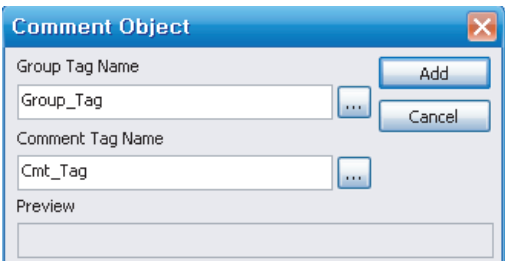 Comment Object
Group Tag Name
Add
Group_Tag
...
Cancel
Comment Tag Name
Cmt_Tag
...
Preview